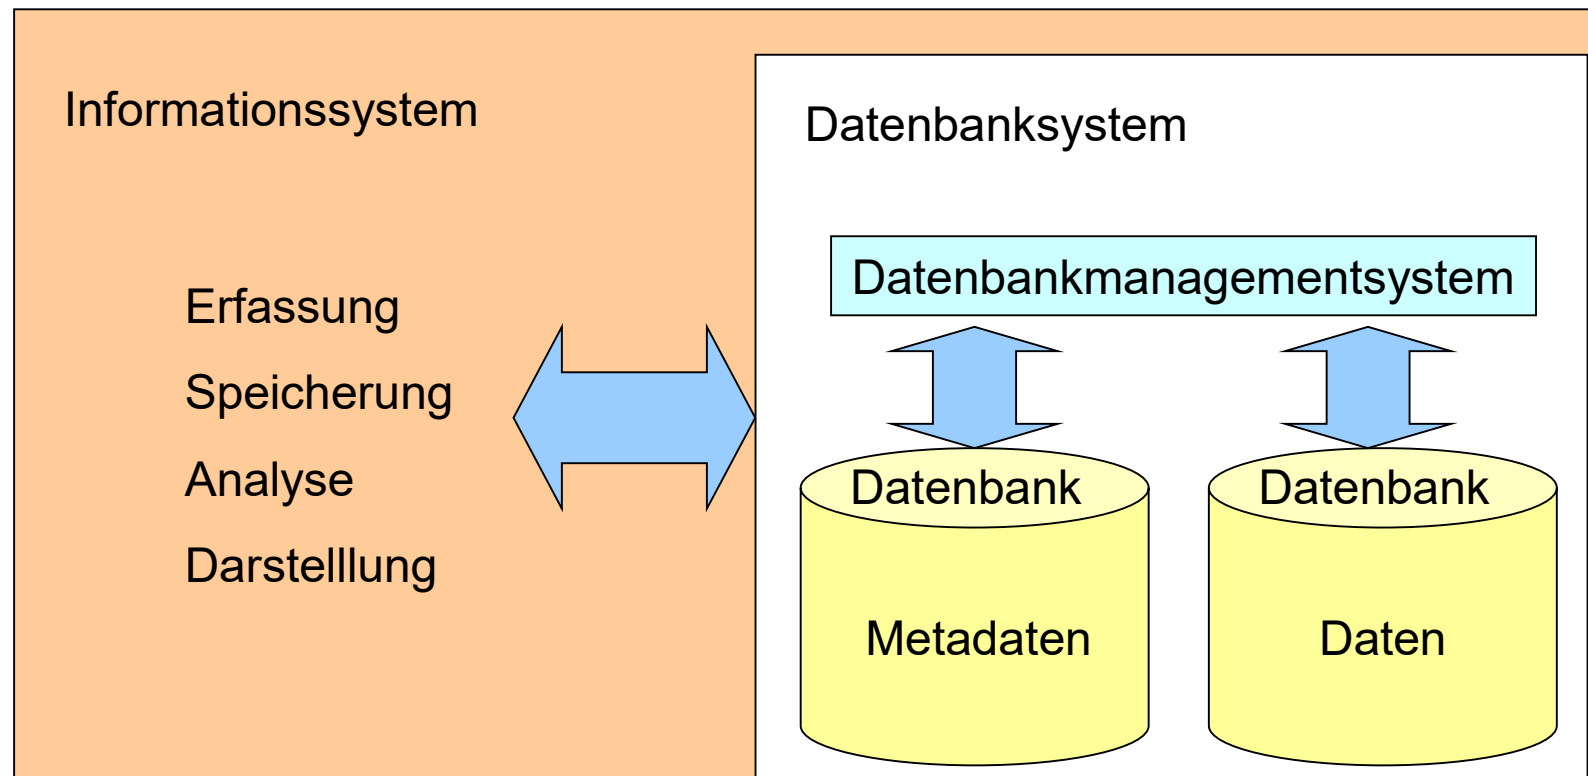 Informationssystem
Erfassung
Speicherung
Analyse
Darstelllung
Datenbanksystem
Datenbankmanagementsystem
Datenbank
Metadaten
Datenbank
Daten